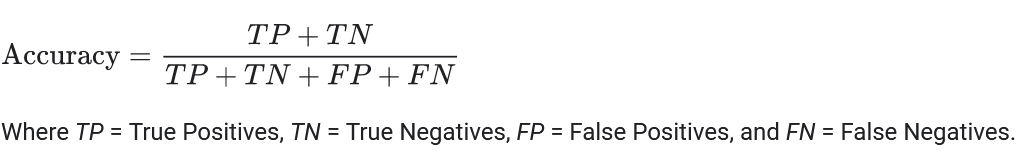 Accuracy = \frac{TP + TN}{TP + TN + FP + FN}
Where TP = True Positives, TN = True Negatives, FP = False Positives, and FN = False Negatives.